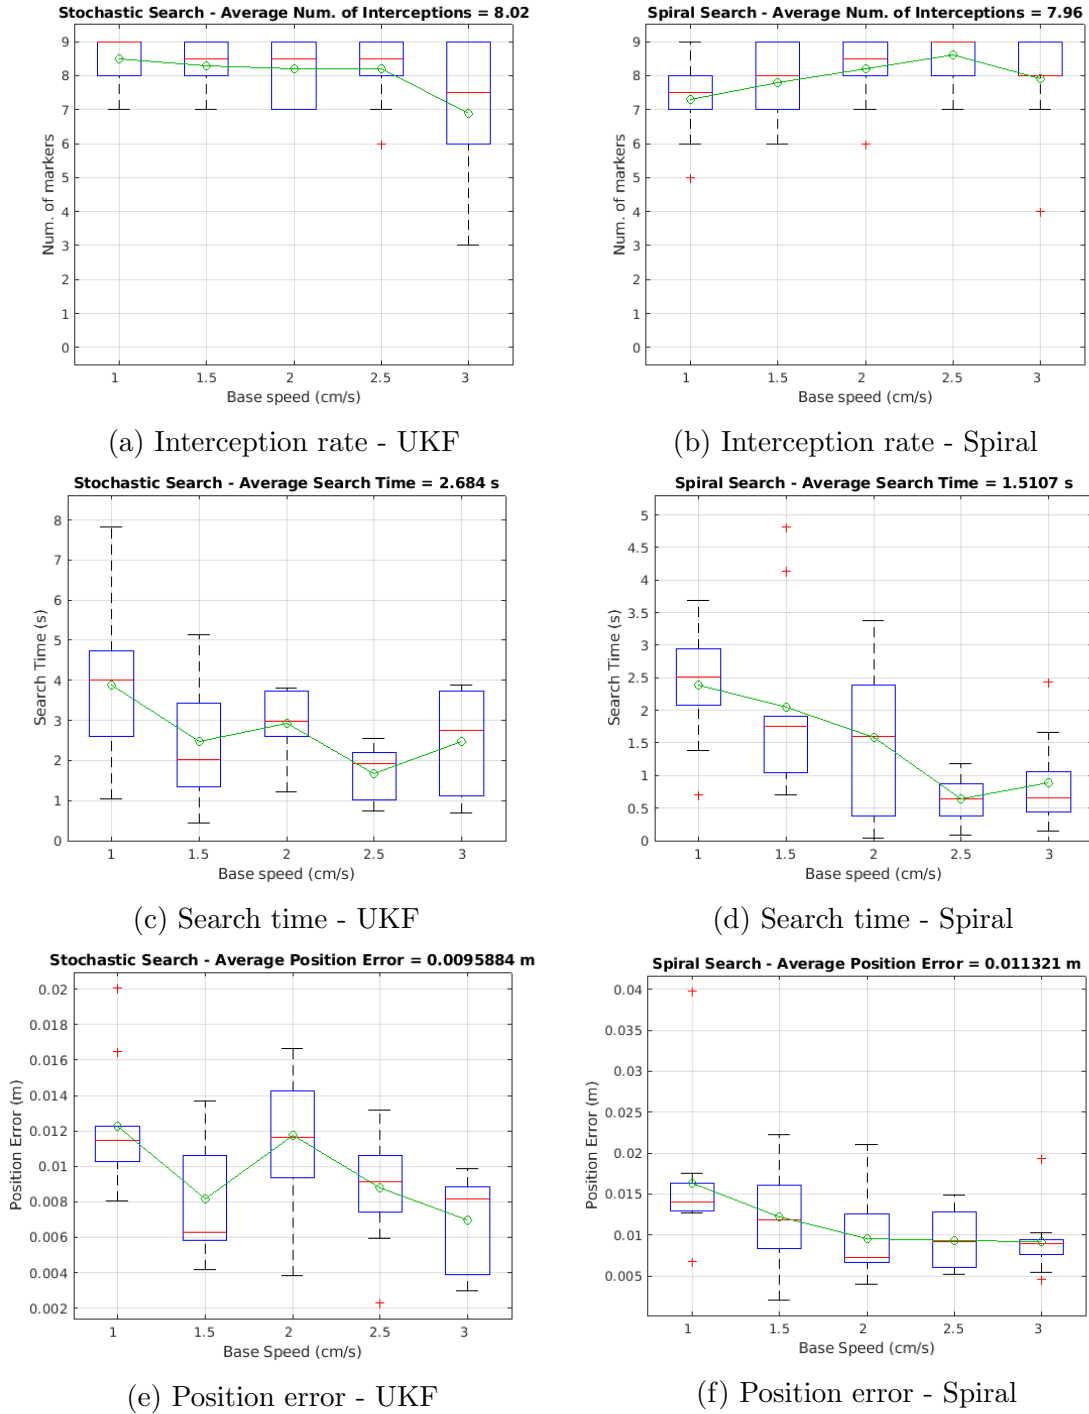 Stochastic Search - Average Num. of Interceptions = 8.02
9
8
7
6
5
4
3
2
1
0
Num. of markers
1 1.5 2 2.5 3
Base speed (cm/s)
(a) Interception rate - UKF
Spiral Search - Average Num. of Interceptions = 7.96
9
8
7
6
5
4
3
2
1
0
Num. of markers
1 1.5 2 2.5 3
Base speed (cm/s)
(b) Interception rate - Spiral
Stochastic Search - Average Search Time = 2.684 s
8
7
6
5
4
3
2
1
0
Search Time (s)
1 1.5 2 2.5 3
Base speed (cm/s)
(c) Search time - UKF
Spiral Search - Average Search Time = 1.5107 s
5
4.5
4
3.5
3
2.5
2
1.5
1
0.5
0
Search Time (s)
1 1.5 2 2.5 3
Base speed (cm/s)
(d) Search time - Spiral
Stochastic Search - Average Position Error = 0.0095884 m
0.02
0.018
0.016
0.014
0.012
0.01
0.008
0.006
0.004
0.002
Position Error (m)
1 1.5 2 2.5 3
Base Speed (cm/s)
(e) Position error - UKF
Spiral Search - Average Position Error = 0.011321 m
0.04
0.035
0.03
0.025
0.02
0.015
0.01
0.005
Position Error (m)
1 1.5 2 2.5 3
Base Speed (cm/s)
(f) Position error - Spiral